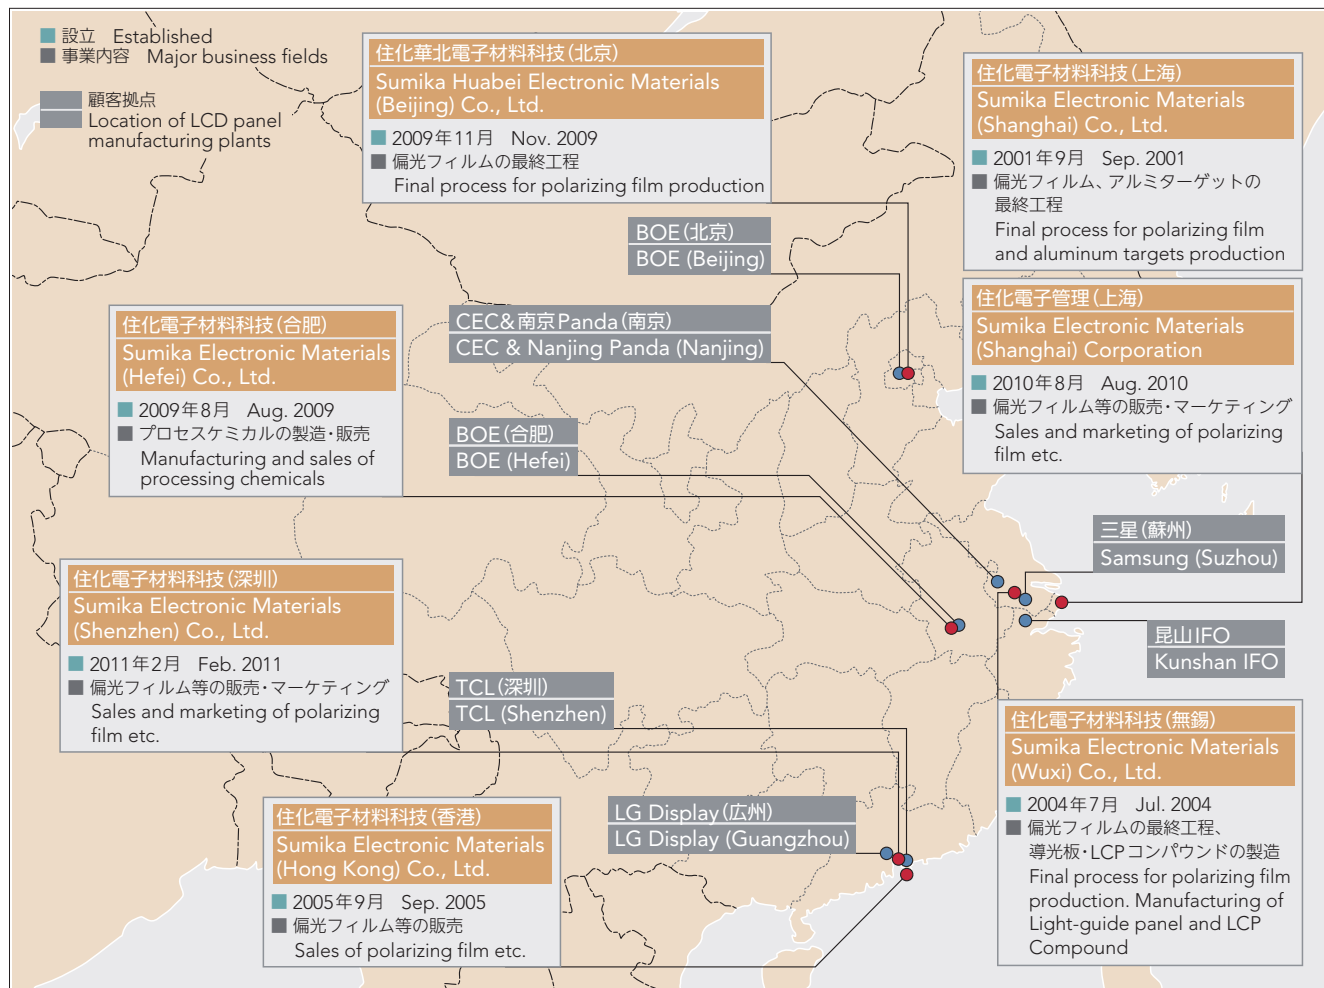 設立 Established
事業内容 Major business fields
顧客拠点
Location of LCD panel
manufacturing plants
住化華北電子材料科技(北京)
Sumika Huabei Electronic Materials
(Beijing) Co., Ltd.
2009年11月 Nov. 2009
偏光フィルムの最終工程
Final process for polarizing film production
住化電子材料科技(上海)
Sumika Electronic Materials
(Shanghai) Co., Ltd.
2001年9月 Sep. 2001
偏光フィルム、アルミターゲットの
最終工程
Final process for polarizing film
and aluminum targets production
BOE(北京)
BOE (Beijing)
住化電子管理(上海)
Sumika Electronic Materials
(Shanghai) Corporation
2010年8月 Aug. 2010
偏光フィルム等の販売・マーケティング
Sales and marketing of polarizing
film etc.
住化電子材料科技(合肥)
Sumika Electronic Materials
(Hefei) Co., Ltd.
2009年8月 Aug. 2009
プロセスケミカルの製造・販売
Manufacturing and sales of
processing chemicals
CEC&南京Panda(南京)
CEC & Nanjing Panda (Nanjing)
BOE(合肥)
BOE (Hefei)
三星(蘇州)
Samsung (Suzhou)
昆山IFO
Kunshan IFO
住化電子材料科技(深圳)
Sumika Electronic Materials
(Shenzhen) Co., Ltd.
2011年2月 Feb. 2011
偏光フィルム等の販売・マーケティング
Sales and marketing of polarizing
film etc.
TCL(深圳)
TCL (Shenzhen)
住化電子材料科技(無錫)
Sumika Electronic Materials
(Wuxi) Co., Ltd.
2004年7月 Jul. 2004
偏光フィルムの最終工程、
導光板・LCPコンパウンドの製造
Final process for polarizing film
production. Manufacturing of
Light-guide panel and LCP
Compound
住化電子材料科技(香港)
Sumika Electronic Materials
(Hong Kong) Co., Ltd.
2005年9月 Sep. 2005
偏光フィルム等の販売
Sales of polarizing film etc.
LG Display(広州)
LG Display (Guangzhou)